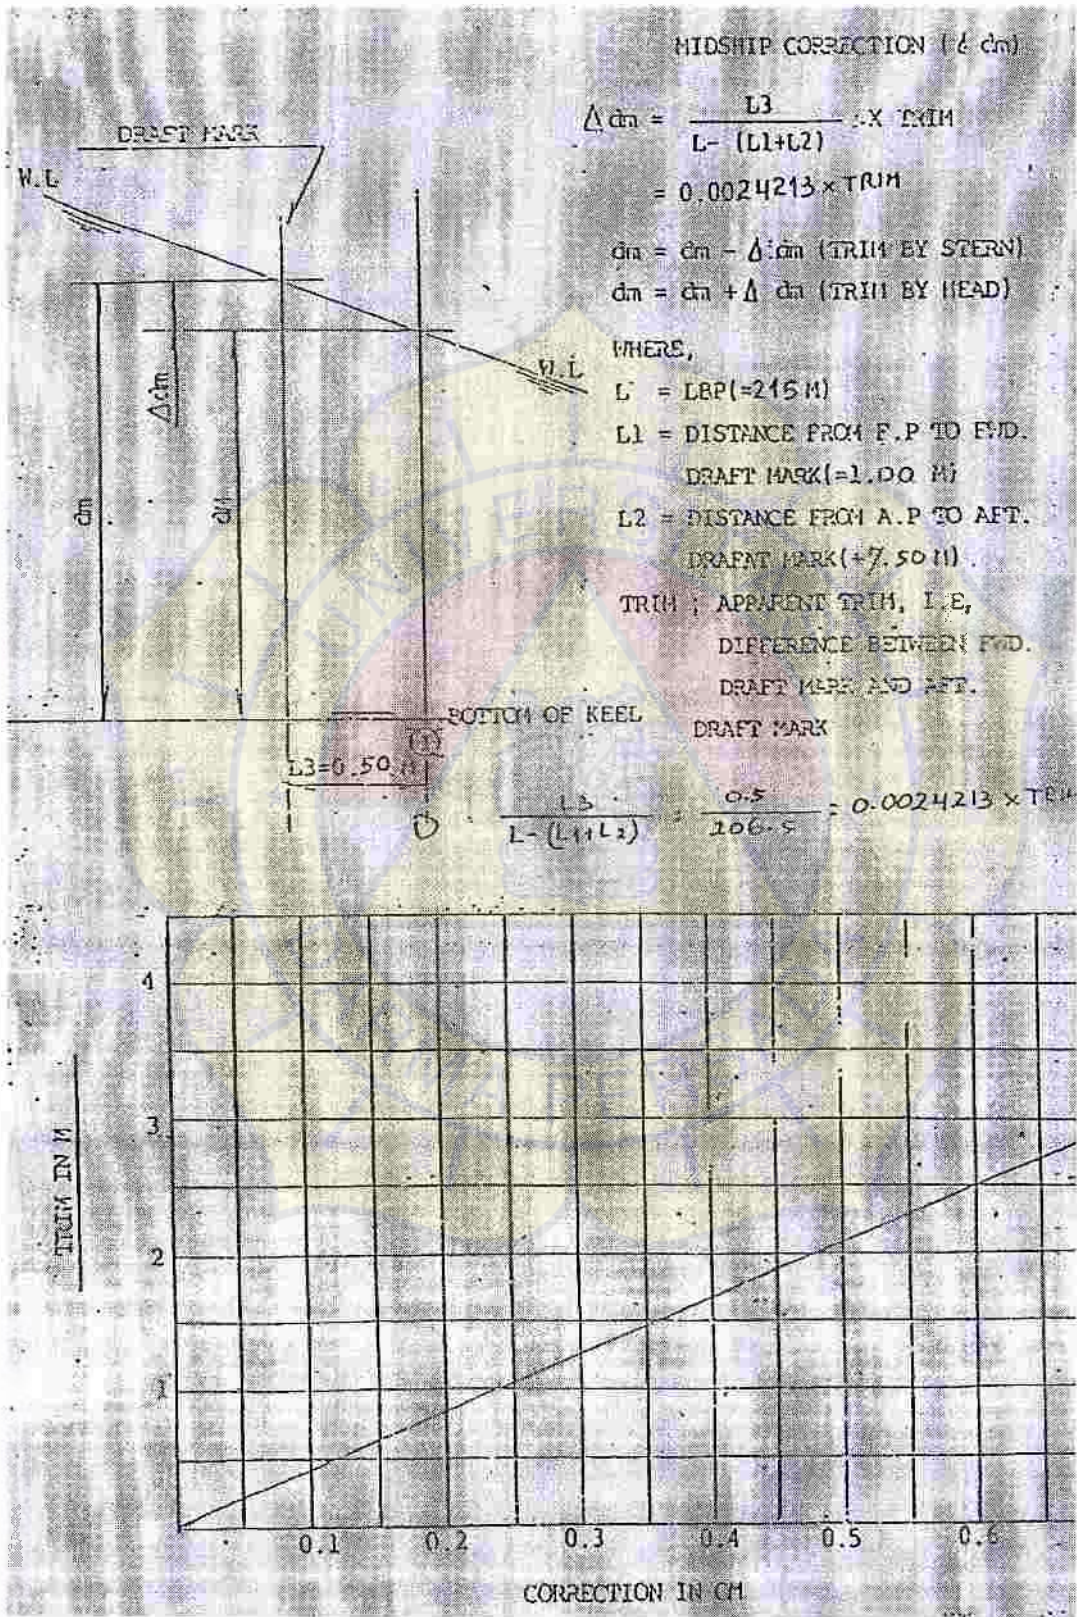 MIDSHIP CORRECTION (d dm)
Δ dm = L3 / L- (L1+L2) X TRIM
= 0.0024213 × TRIM
dm = dm - Δ dm (TRIM BY STERN)
dm = dm + Δ dm (TRIM BY HEAD)
DRAFT MARK
W.L
W.L
Δdm
dm
dM
WHERE,
L = LBP(=215 M)
L1 = DISTANCE FROM F.P TO FWD.
DRAFT MARK(=1.00 M)
L2 = DISTANCE FROM A.P TO AFT.
DRAFNT MARK(+7.50 M)
TRIM ; APPARENT TRIM, I.E,
DIFFERENCE BETWEEN FWD.
DRAFT MARK AND AFT.
DRAFT MARK
BOTTOM OF KEEL
L3=0.50 M
L3 / L-(L1+L2) = 0.5 / 206.5 = 0.0024213 × TRIM
4
3
2
1
TRIM IN M
0.1 0.2 0.3 0.4 0.5 0.6
CORRECTION IN CM